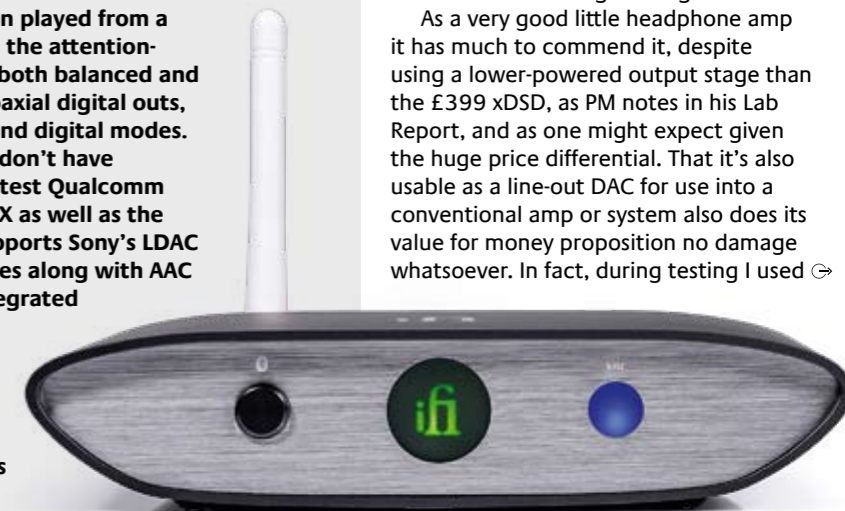 n played from a
the attention-
both balanced and
axial digital outs,
nd digital modes.
don't have
test Qualcomm
X as well as the
pports Sony's LDAC
es along with AAC
egrated
s
As a very good little headphone amp
it has much to commend it, despite
using a lower-powered output stage than
the £399 xDSD, as PM notes in his Lab
Report, and as one might expect given
the huge price differential. That it's also
usable as a line-out DAC for use into a
conventional amp or system also does its
value for money proposition no damage
whatsoever. In fact, during testing I used
ifi